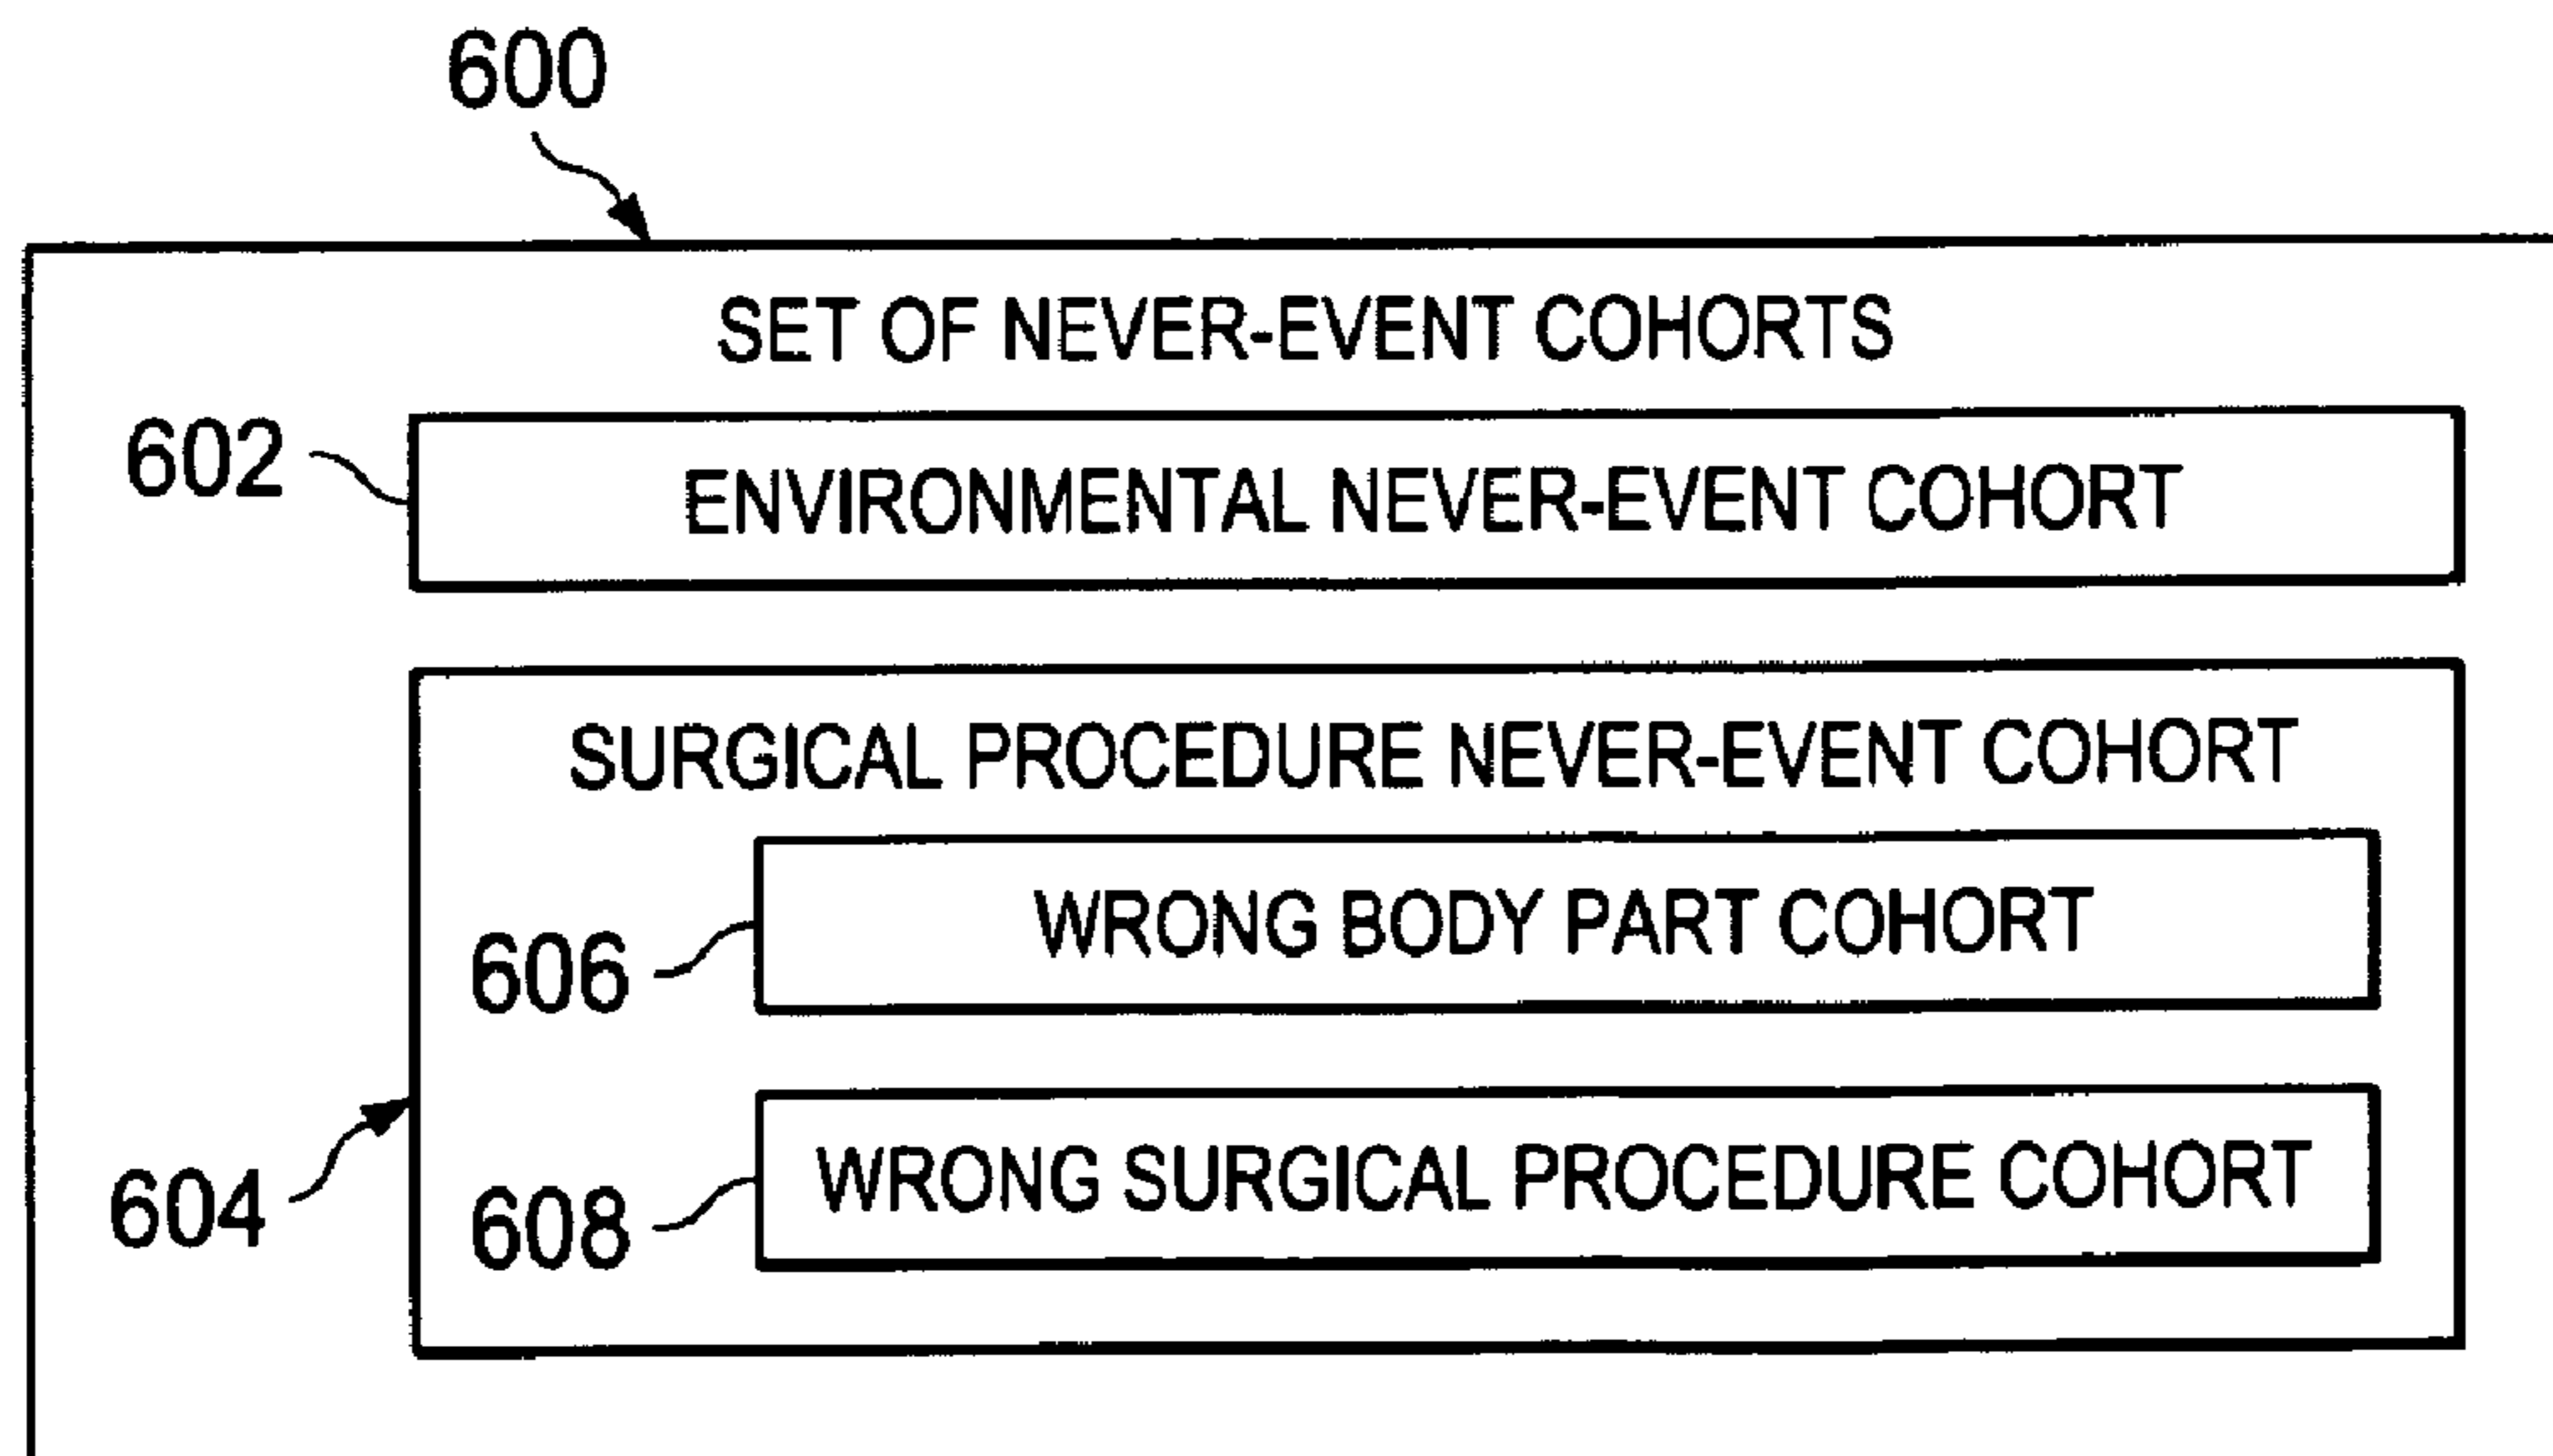 600
SET OF NEVER-EVENT COHORTS
602
ENVIRONMENTAL NEVER-EVENT COHORT
SURGICAL PROCEDURE NEVER-EVENT COHORT
606
WRONG BODY PART COHORT
604
608
WRONG SURGICAL PROCEDURE COHORT